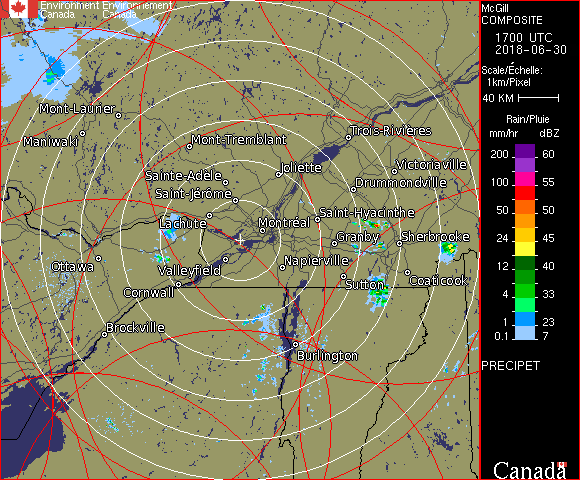 Environment Environnement
Canada Canada
Mont-Laurier
Trois-Rivières
Maniwaki
Mont-Tremblant
Victoriaville
Joliette
Sainte-Adèle
Drummondville
Saint-Jérôme
Saint-Hyacinthe
Lachute
Montréal
Granby
Sherbrooke
Ottawa
Valleyfield
Napierville
Sutton
Coaticook
Cornwall
Brockville
Burlington
McGill
COMPOSITE
1700 UTC
2018-06-30
Scale/Échelle:
1km/Pixel
40 KM
Rain/Pluie
mm/hr dBZ
200 60
100 55
50 50
24 45
12 40
4 33
1 23
0.1 7
PRECIPET
Canada